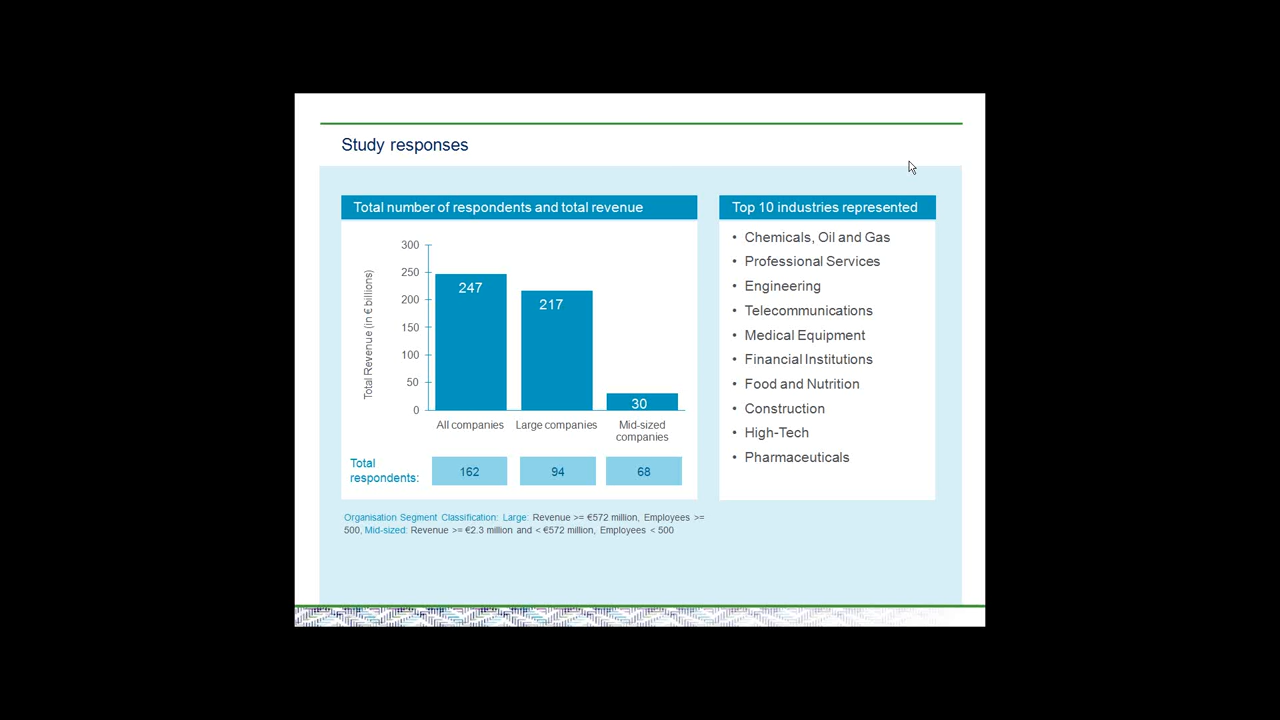 Study responses
Total number of respondents and total revenue
Total Revenue (in € billions)
300
250
200
150
100
50
0
247
217
30
All companies
Large companies
Mid-sized
companies
Total
respondents:
162
94
68
Organisation Segment Classification: Large: Revenue >= €572 million, Employees >=
500, Mid-sized: Revenue >= €2.3 million and < €572 million, Employees < 500
Top 10 industries represented
• Chemicals, Oil and Gas
• Professional Services
• Engineering
• Telecommunications
• Medical Equipment
• Financial Institutions
• Food and Nutrition
• Construction
• High-Tech
• Pharmaceuticals